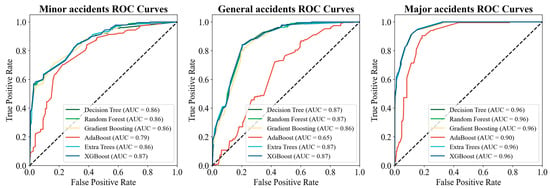 Minor accidents ROC Curves
True Positive Rate
1.0
0.8
0.6
0.4
0.2
0.0
Decision Tree (AUC = 0.86)
Random Forest (AUC = 0.86)
Gradient Boosting (AUC = 0.86)
AdaBoost (AUC = 0.79)
Extra Trees (AUC = 0.86)
XGBoost (AUC = 0.87)
0.0 0.2 0.4 0.6 0.8 1.0
False Positive Rate
General accidents ROC Curves
True Positive Rate
1.0
0.8
0.6
0.4
0.2
0.0
Decision Tree (AUC = 0.87)
Random Forest (AUC = 0.87)
Gradient Boosting (AUC = 0.86)
AdaBoost (AUC = 0.65)
Extra Trees (AUC = 0.87)
XGBoost (AUC = 0.87)
0.0 0.2 0.4 0.6 0.8 1.0
False Positive Rate
Major accidents ROC Curves
True Positive Rate
1.0
0.8
0.6
0.4
0.2
0.0
Decision Tree (AUC = 0.96)
Random Forest (AUC = 0.96)
Gradient Boosting (AUC = 0.96)
AdaBoost (AUC = 0.90)
Extra Trees (AUC = 0.96)
XGBoost (AUC = 0.96)
0.0 0.2 0.4 0.6 0.8 1.0
False Positive Rate